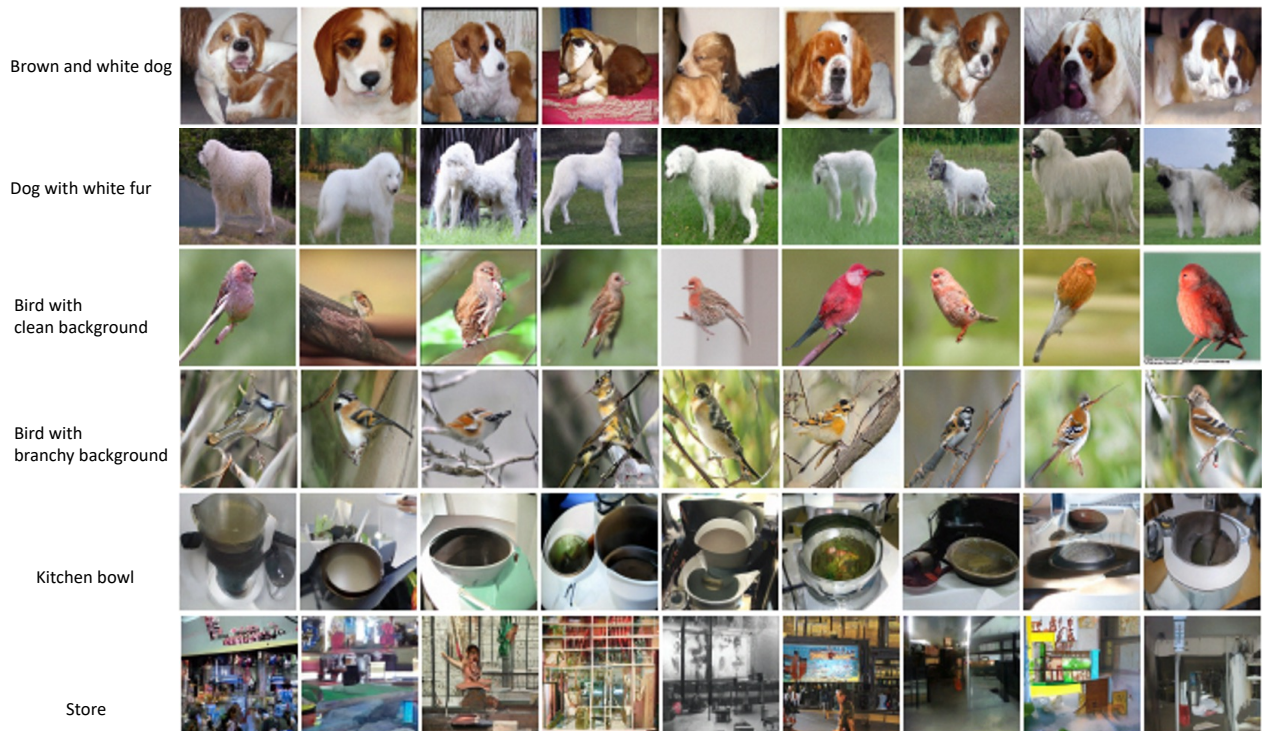 Brown and white dog
Dog with white fur
Bird with
clean background
Bird with
branchy background
Kitchen bowl
Store